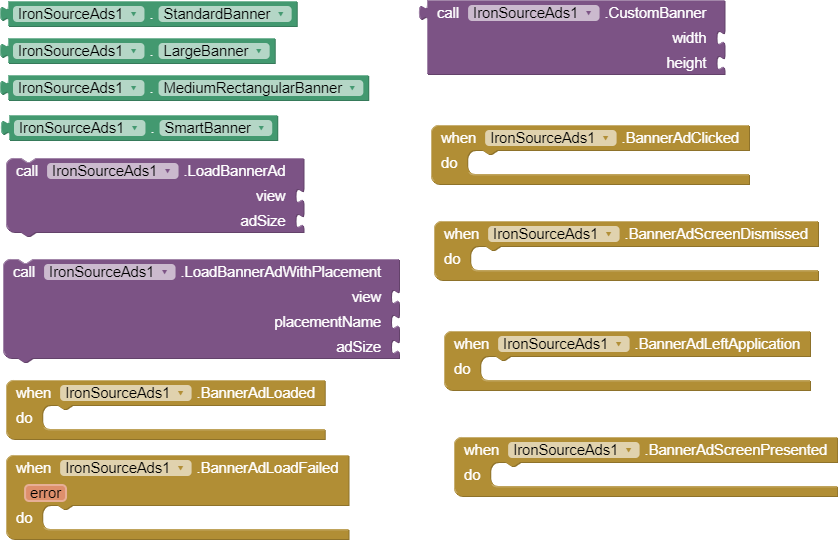 IronSourceAds1 . StandardBanner
IronSourceAds1 . LargeBanner
IronSourceAds1 . MediumRectangularBanner
IronSourceAds1 . SmartBanner
call IronSourceAds1 .LoadBannerAd
view
adSize
call IronSourceAds1 .LoadBannerAdWithPlacement
view
placementName
adSize
when IronSourceAds1 .BannerAdLoaded
do
when IronSourceAds1 .BannerAdLoadFailed
error
do
call IronSourceAds1 .CustomBanner
width
height
when IronSourceAds1 .BannerAdClicked
do
when IronSourceAds1 .BannerAdScreenDismissed
do
when IronSourceAds1 .BannerAdLeftApplication
do
when IronSourceAds1 .BannerAdScreenPresented
do